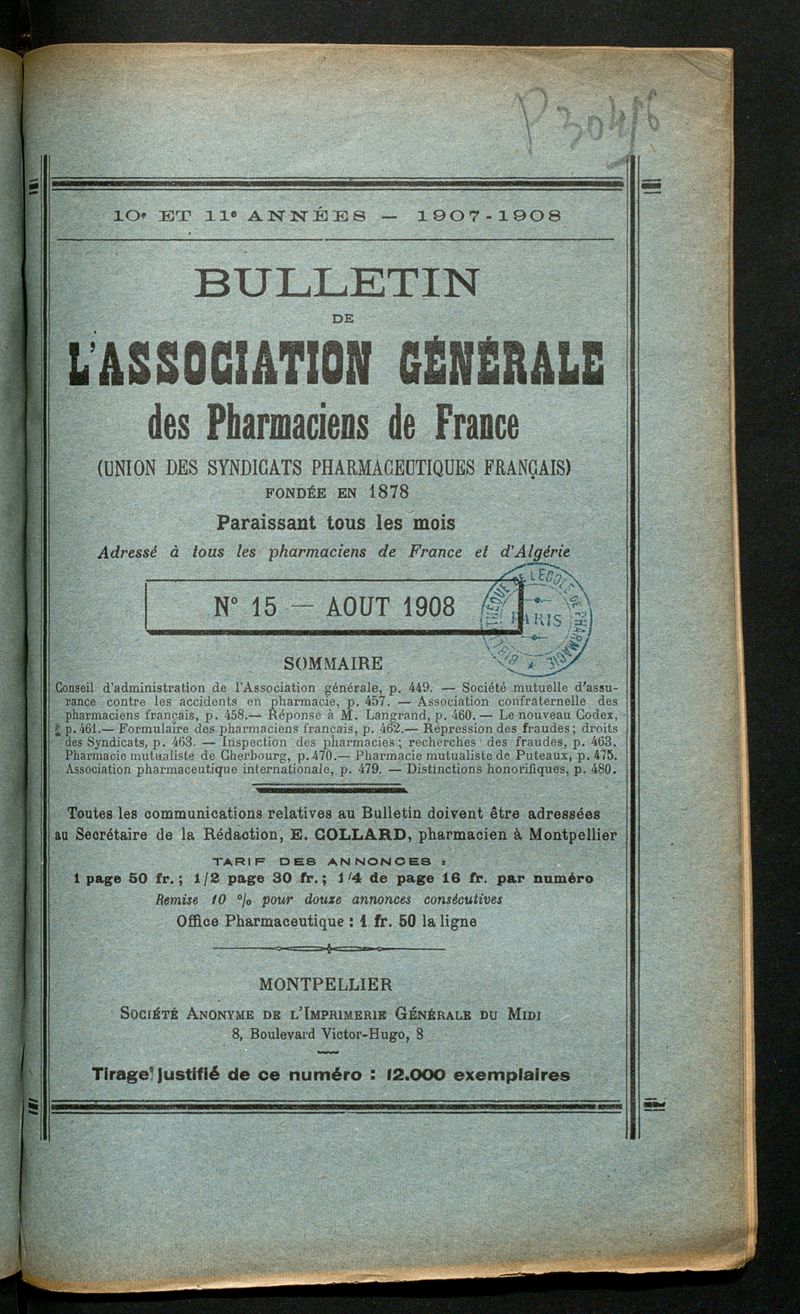 P 304/6
10e ET 11e ANNÉES — 1907-1908
BULLETIN
DE
L'ASSOCIATION GÉNÉRALE
des Pharmaciens de France
(UNION DES SYNDICATS PHARMACEUTIQUES FRANÇAIS)
FONDÉE EN 1878
Paraissant tous les mois
Adressé à tous les pharmaciens de France et d'Algérie
N° 15 — AOUT 1908
BIBLIOTHÈQUE DE L'ÉCOLE DE PHARMACIE
PARIS
SOMMAIRE
Conseil d'administration de l'Association générale, p. 449. — Société mutuelle d'assu-
rance contre les accidents en pharmacie, p. 457. — Association confraternelle des
pharmaciens français, p. 458.— Réponse à M. Langrand, p. 460. — Le nouveau Codex,
p. 461.— Formulaire des pharmaciens français, p. 462.— Répression des fraudes; droits
des Syndicats, p. 463. — Inspection des pharmacies; recherches des fraudes, p. 463.
Pharmacie mutualiste de Cherbourg, p. 470.— Pharmacie mutualiste de Puteaux, p. 475.
Association pharmaceutique internationale, p. 479. — Distinctions honorifiques, p. 480.
Toutes les communications relatives au Bulletin doivent être adressées
au Secrétaire de la Rédaction, E. COLLARD, pharmacien à Montpellier
TARIF DES ANNONCES :
1 page 50 fr.; 1/2 page 30 fr.; 1/4 de page 16 fr. par numéro
Remise 10 % pour douze annonces consécutives
Office Pharmaceutique : 1 fr. 50 la ligne
MONTPELLIER
SOCIÉTÉ ANONYME DE L'IMPRIMERIE GÉNÉRALE DU MIDI
8, Boulevard Victor-Hugo, 8
Tirage justifié de ce numéro : 12.000 exemplaires